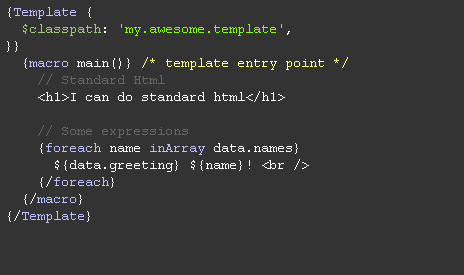 {Template {
  $classpath: 'my.awesome.template',
}}
  {macro main()} /* template entry point */
    // Standard Html
    <h1>I can do standard html</h1>

    // Some expressions
    {foreach name inArray data.names}
      ${data.greeting} ${name}! <br />
    {/foreach}
  {/macro}
{/Template}